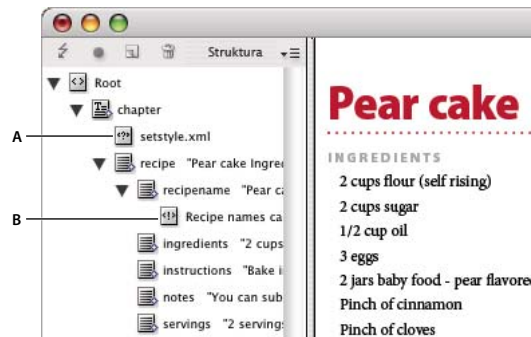 Struktura
Root
chapter
A
setstyle.xml
recipe "Pear cake Ingre
recipename "Pear ca
B
Recipe names ca
ingredients "2 cups
instructions "Bake i
notes "You can sub
servings "2 serving
Pear cake
INGREDIENTS
2 cups flour (self rising)
2 cups sugar
1/2 cup oil
3 eggs
2 jars baby food - pear flavored
Pinch of cinnamon
Pinch of cloves